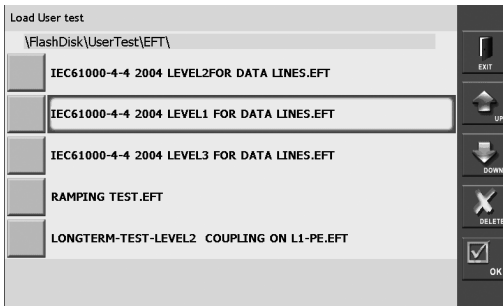 Load User test
\FlashDisk\UserTest\EFT\
IEC61000-4-4 2004 LEVEL2FOR DATA LINES.EFT
IEC61000-4-4 2004 LEVEL1 FOR DATA LINES.EFT
IEC61000-4-4 2004 LEVEL3 FOR DATA LINES.EFT
RAMPING TEST.EFT
LONGTERM-TEST-LEVEL2 COUPLING ON L1-PE.EFT
EXIT
UP
DOWN
DELETE
OK